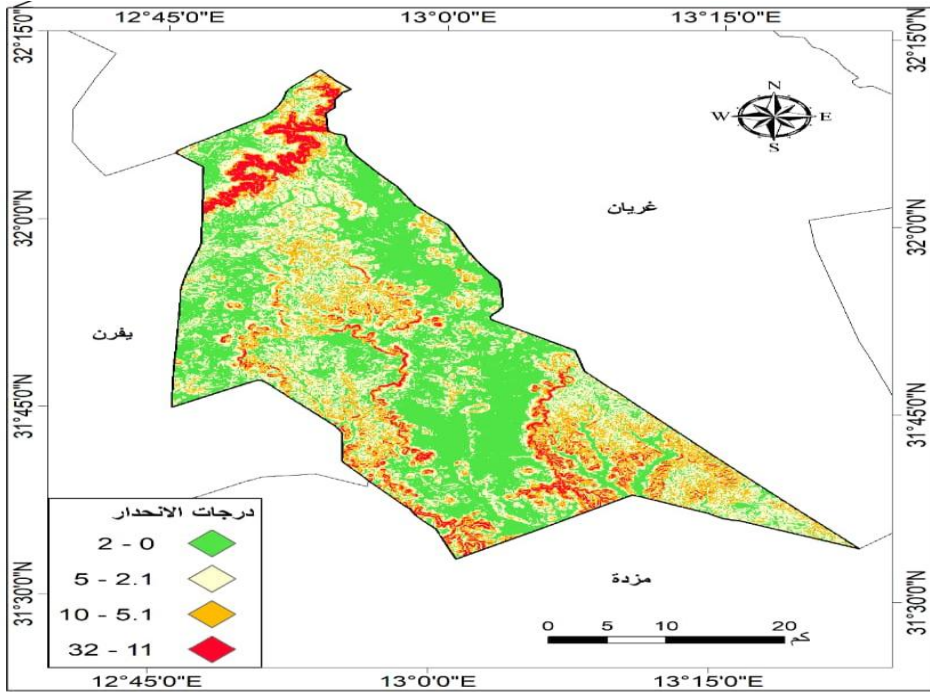 12°45'0"E 13°0'0"E 13°15'0"E
32°15'0"N
32°15'0"N
N
W E
S
غريان
32°0'0"N
32°0'0"N
يفرن
31°45'0"N
31°45'0"N
درجات الانحدار
2 - 0
5 - 2.1
10 - 5.1
32 - 11
مزدة
31°30'0"N
31°30'0"N
0 5 10 20
كم
12°45'0"E 13°0'0"E 13°15'0"E